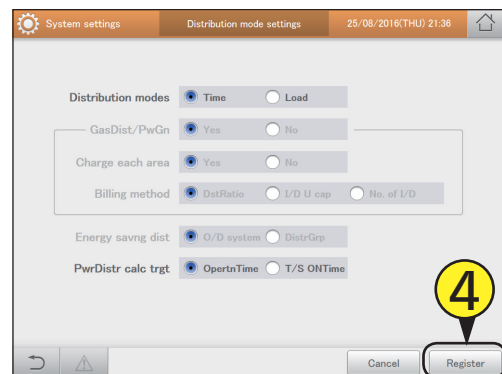 System settings Distribution mode settings 25/08/2016(THU) 21:36
Distribution modes Time Load
GasDist/PwGn Yes No
Charge each area Yes No
Billing method DstRatio I/D U cap No. of I/D
Energy savng dist O/D system DistrGrp
PwrDistr calc trgt OpertnTime T/S ONTime
4
Cancel Register